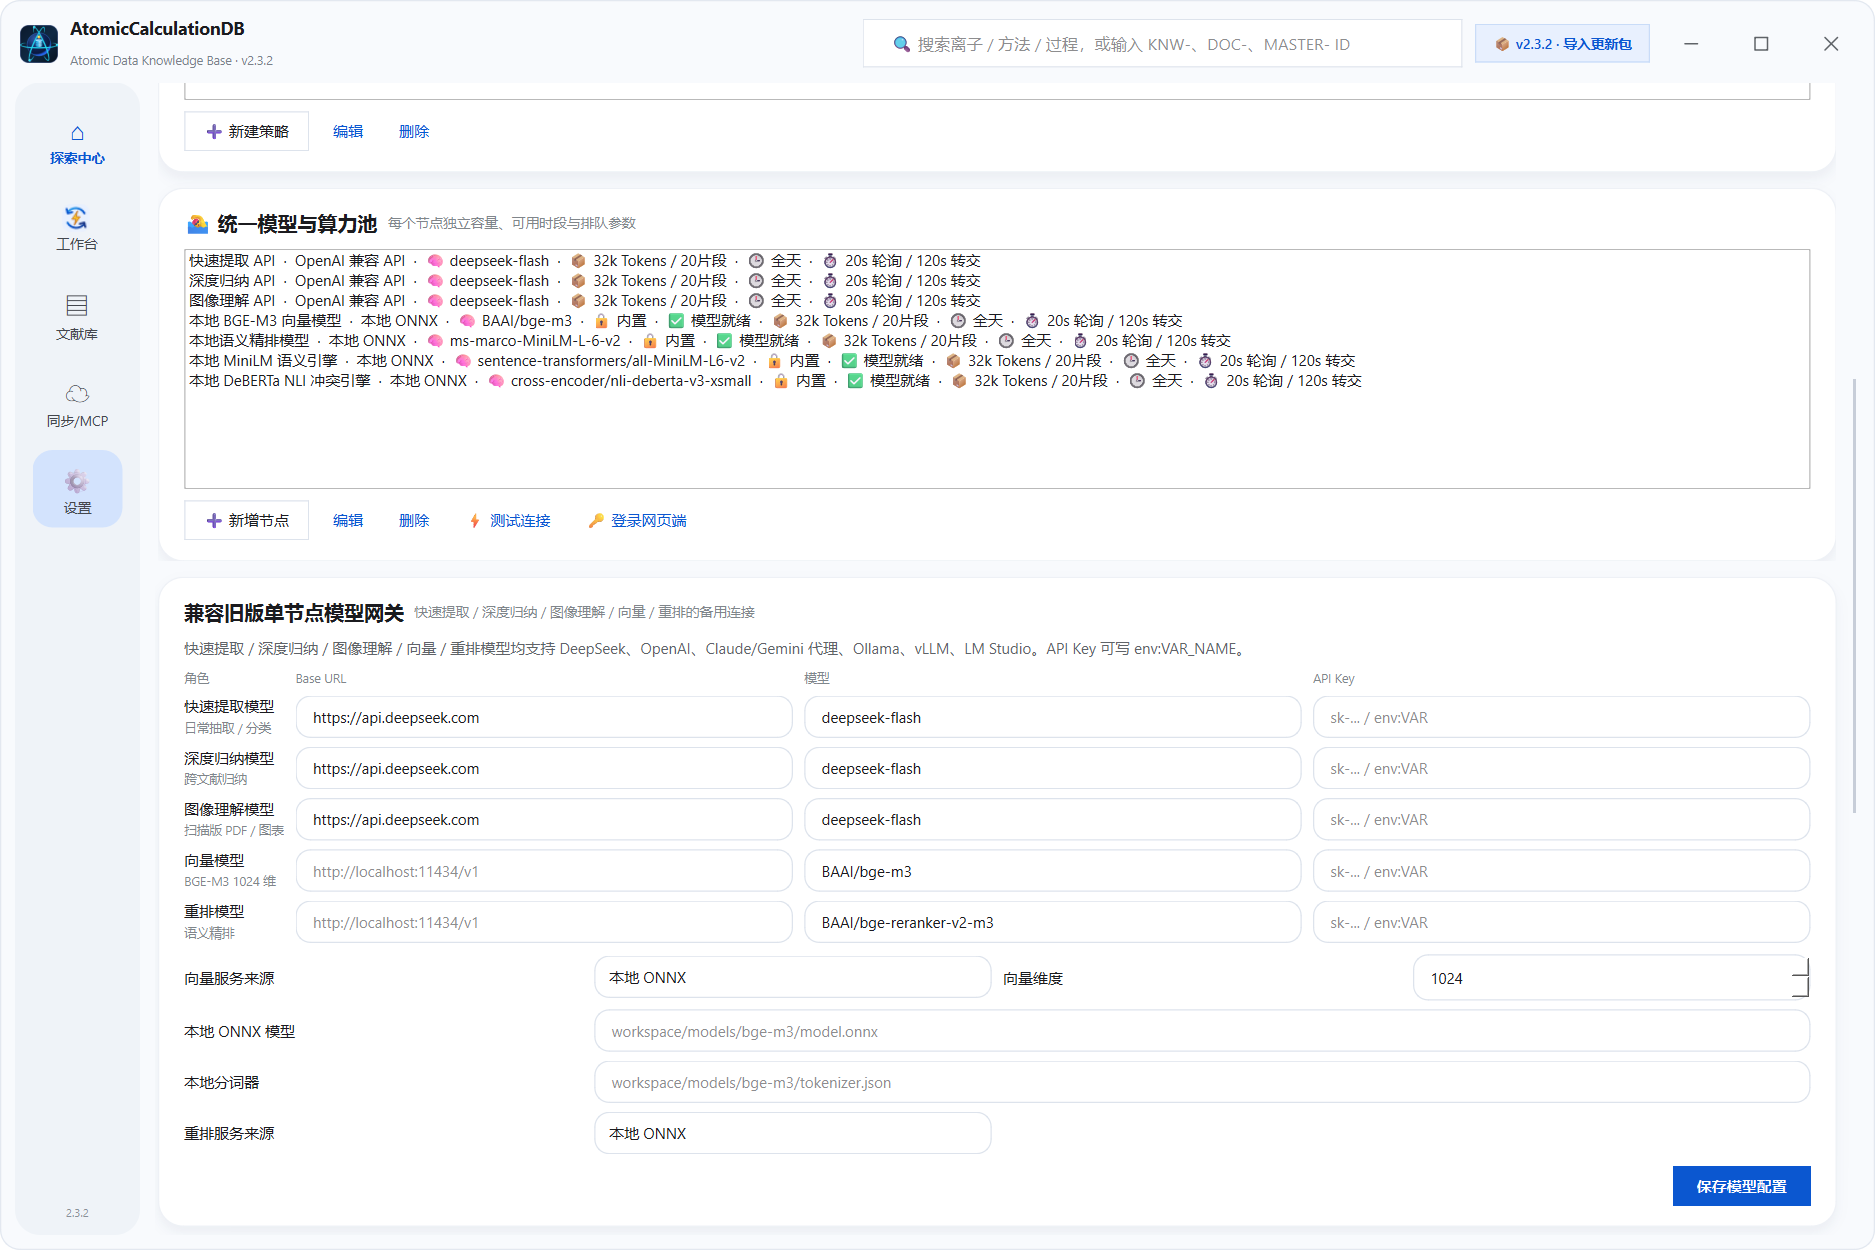 AtomicCalculationDB
Atomic Data Knowledge Base · v2.3.2
🔍 搜索离子 / 方法 / 过程，或输入 KNW-、DOC-、MASTER- ID
📦 v2.3.2 · 导入更新包
探索中心
工作台
文献库
同步/MCP
设置
2.3.2
➕ 新建策略 编辑 删除
统一模型与算力池 每个节点独立容量、可用时段与排队参数
快速提取 API · OpenAI 兼容 API · 🧠 deepseek-flash · 📦 32k Tokens / 20片段 · 🕒 全天 · ⏱ 20s 轮询 / 120s 转交
深度归纳 API · OpenAI 兼容 API · 🧠 deepseek-flash · 📦 32k Tokens / 20片段 · 🕒 全天 · ⏱ 20s 轮询 / 120s 转交
图像理解 API · OpenAI 兼容 API · 🧠 deepseek-flash · 📦 32k Tokens / 20片段 · 🕒 全天 · ⏱ 20s 轮询 / 120s 转交
本地 BGE-M3 向量模型 · 本地 ONNX · 🧠 BAAI/bge-m3 · 🔒 内置 · ✅ 模型就绪 · 📦 32k Tokens / 20片段 · 🕒 全天 · ⏱ 20s 轮询 / 120s 转交
本地语义精排模型 · 本地 ONNX · 🧠 ms-marco-MiniLM-L-6-v2 · 🔒 内置 · ✅ 模型就绪 · 📦 32k Tokens / 20片段 · 🕒 全天 · ⏱ 20s 轮询 / 120s 转交
本地 MiniLM 语义引擎 · 本地 ONNX · 🧠 sentence-transformers/all-MiniLM-L6-v2 · 🔒 内置 · ✅ 模型就绪 · 📦 32k Tokens / 20片段 · 🕒 全天 · ⏱ 20s 轮询 / 120s 转交
本地 DeBERTa NLI 冲突引擎 · 本地 ONNX · 🧠 cross-encoder/nli-deberta-v3-xsmall · 🔒 内置 · ✅ 模型就绪 · 📦 32k Tokens / 20片段 · 🕒 全天 · ⏱ 20s 轮询 / 120s 转交
➕ 新增节点 编辑 删除 ⚡ 测试连接 🔑 登录网页端
兼容旧版单节点模型网关 快速提取 / 深度归纳 / 图像理解 / 向量 / 重排的备用连接
快速提取 / 深度归纳 / 图像理解 / 向量 / 重排模型均支持 DeepSeek、OpenAI、Claude/Gemini 代理、Ollama、vLLM、LM Studio。API Key 可写 env:VAR_NAME。
角色 Base URL 模型 API Key
快速提取模型
日常抽取 / 分类
https://api.deepseek.com deepseek-flash sk-... / env:VAR
深度归纳模型
跨文献归纳
https://api.deepseek.com deepseek-flash sk-... / env:VAR
图像理解模型
扫描版 PDF / 图表
https://api.deepseek.com deepseek-flash sk-... / env:VAR
向量模型
BGE-M3 1024 维
http://localhost:11434/v1 BAAI/bge-m3 sk-... / env:VAR
重排模型
语义精排
http://localhost:11434/v1 BAAI/bge-reranker-v2-m3 sk-... / env:VAR
向量服务来源 本地 ONNX 向量维度 1024
本地 ONNX 模型 workspace/models/bge-m3/model.onnx
本地分词器 workspace/models/bge-m3/tokenizer.json
重排服务来源 本地 ONNX
保存模型配置